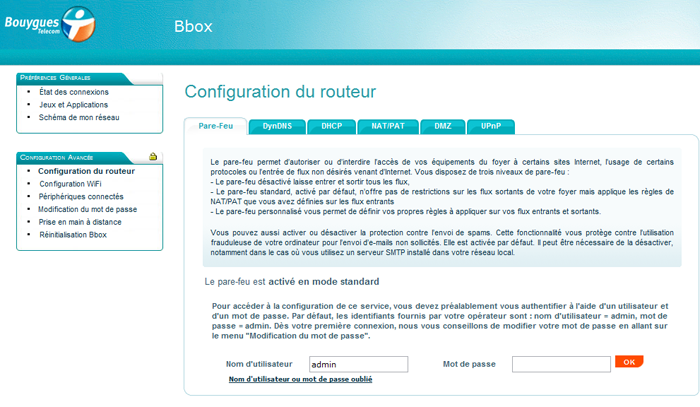 Bouygues
Telecom
Bbox
Préférences Générales
État des connexions
Jeux et Applications
Schéma de mon réseau
Configuration Avancée
Configuration du routeur
Configuration WiFi
Périphériques connectés
Modification du mot de passe
Prise en main à distance
Réinitialisation Bbox
Configuration du routeur
Pare-Feu
DynDNS
DHCP
NAT/PAT
DMZ
UPnP
Le pare-feu permet d'autoriser ou d'interdire l'accès de vos équipements du foyer à certains sites Internet, l'usage de certains
protocoles ou l'entrée de flux non désirés venant d'Internet. Vous disposez de trois niveaux de pare-feu :
- Le pare-feu désactivé laisse entrer et sortir tous les flux,
- Le pare-feu standard, activé par défaut, n'offre pas de restrictions sur les flux sortants de votre foyer mais applique les règles de
NAT/PAT que vous avez définies sur les flux entrants
- Le pare-feu personnalisé vous permet de définir vos propres règles à appliquer sur vos flux entrants et sortants.
Vous pouvez aussi activer ou désactiver la protection contre l'envoi de spams. Cette fonctionnalité vous protège contre l'utilisation
frauduleuse de votre ordinateur pour l'envoi d'e-mails non sollicités. Elle est activée par défaut. Il peut être nécessaire de la désactiver,
notamment dans le cas où vous utilisez un serveur SMTP installé dans votre réseau local.
Le pare-feu est activé en mode standard
Pour accéder à la configuration de ce service, vous devez préalablement vous authentifier à l'aide d'un utilisateur et
d'un mot de passe. Par défaut, les identifiants fournis par votre opérateur sont : nom d'utilisateur = admin, mot de
passe = admin. Dès votre première connexion, nous vous conseillons de modifier votre mot de passe en allant sur
le menu "Modification du mot de passe".
Nom d'utilisateur admin Mot de passe OK
Nom d'utilisateur ou mot de passe oublié